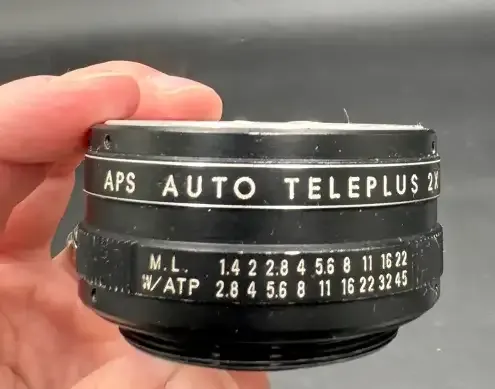 APS AUTO TELEPLUS 2X
M.L. 1.4 2 2.8 4 5.6 8 11 16 22
W/ATP 2.8 4 5.6 8 11 16 22 32 45